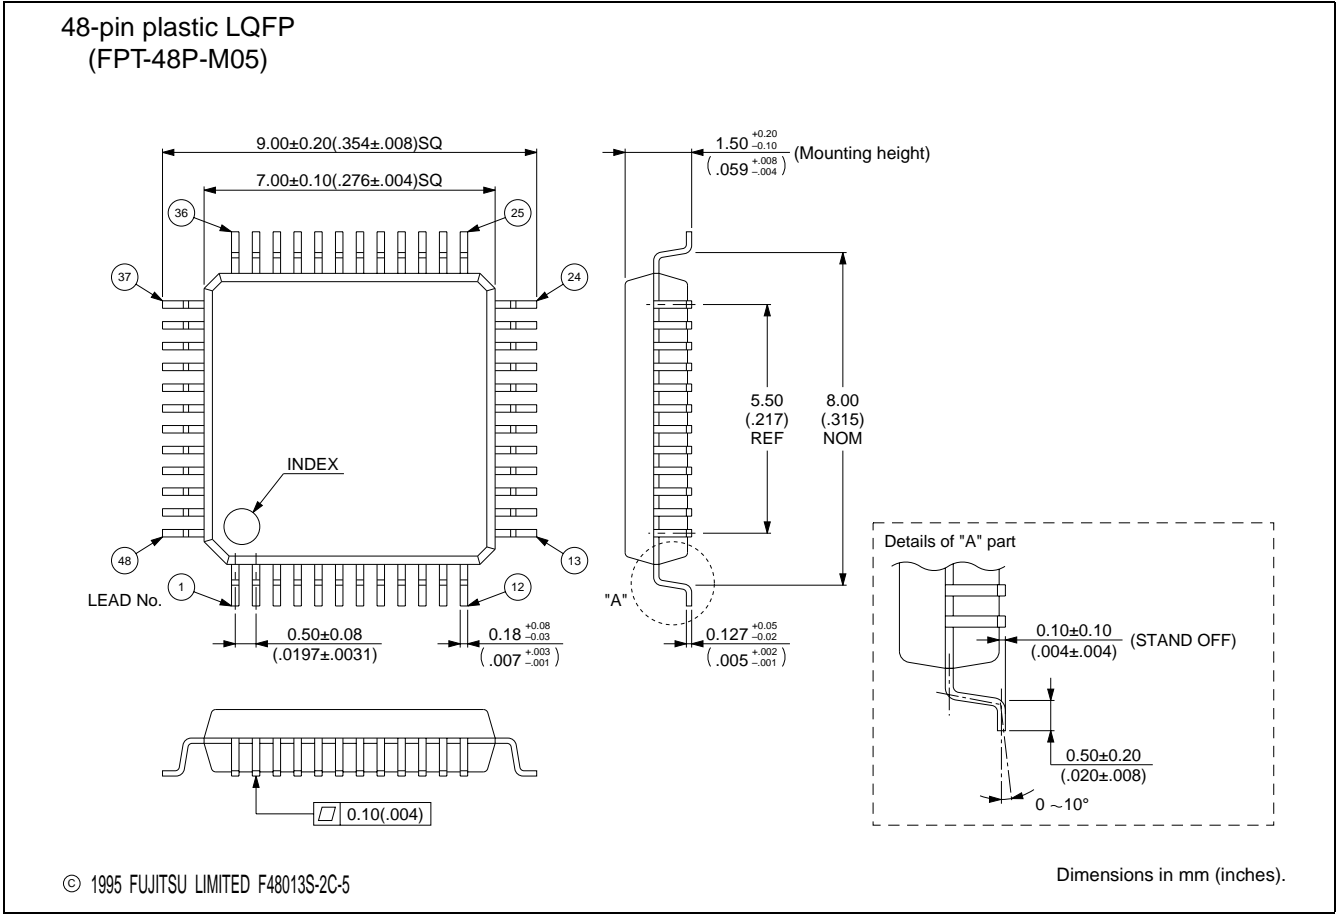 48-pin plastic LQFP
(FPT-48P-M05)
9.00±0.20(.354±.008)SQ
7.00±0.10(.276±.004)SQ
1.50 +0.20 –0.10 (Mounting height)
(.059 +.008 –.004)
36
25
37
24
5.50
(.217)
REF
8.00
(.315)
NOM
INDEX
48
13
Details of "A" part
LEAD No.
1
12
"A"
0.50±0.08
(.0197±.0031)
0.18 +0.08 –0.03
(.007 +.003 –.001)
0.127 +0.05 –0.02
(.005 +.002 –.001)
0.10±0.10
(.004±.004)
(STAND OFF)
0.50±0.20
(.020±.008)
0 ~10°
0.10(.004)
© 1995 FUJITSU LIMITED F48013S-2C-5
Dimensions in mm (inches).